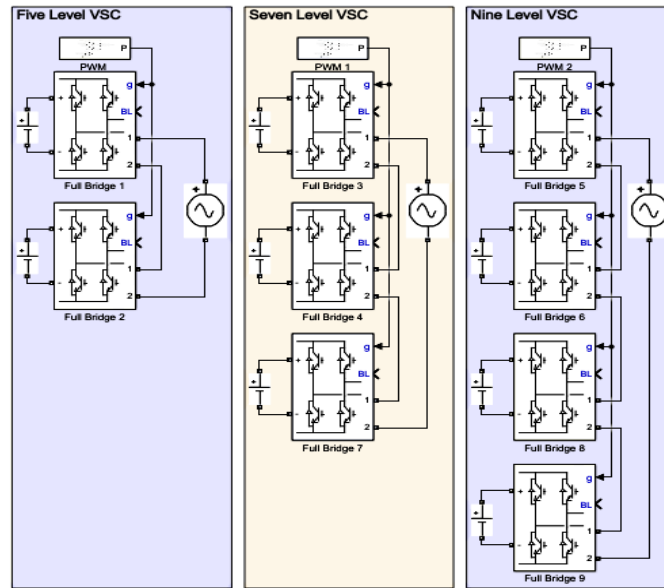 Five Level VSC
P
PWM
g
+
BL
1
-
2
Full Bridge 1
+
g
+
BL
1
-
2
Full Bridge 2
Seven Level VSC
P
PWM 1
g
+
BL
1
-
2
Full Bridge 3
+
g
+
BL
1
-
2
Full Bridge 4
g
+
BL
1
-
2
Full Bridge 7
Nine Level VSC
P
PWM 2
g
+
BL
1
-
2
Full Bridge 5
+
g
+
BL
1
-
2
Full Bridge 6
g
+
BL
1
-
2
Full Bridge 8
g
+
BL
1
-
2
Full Bridge 9